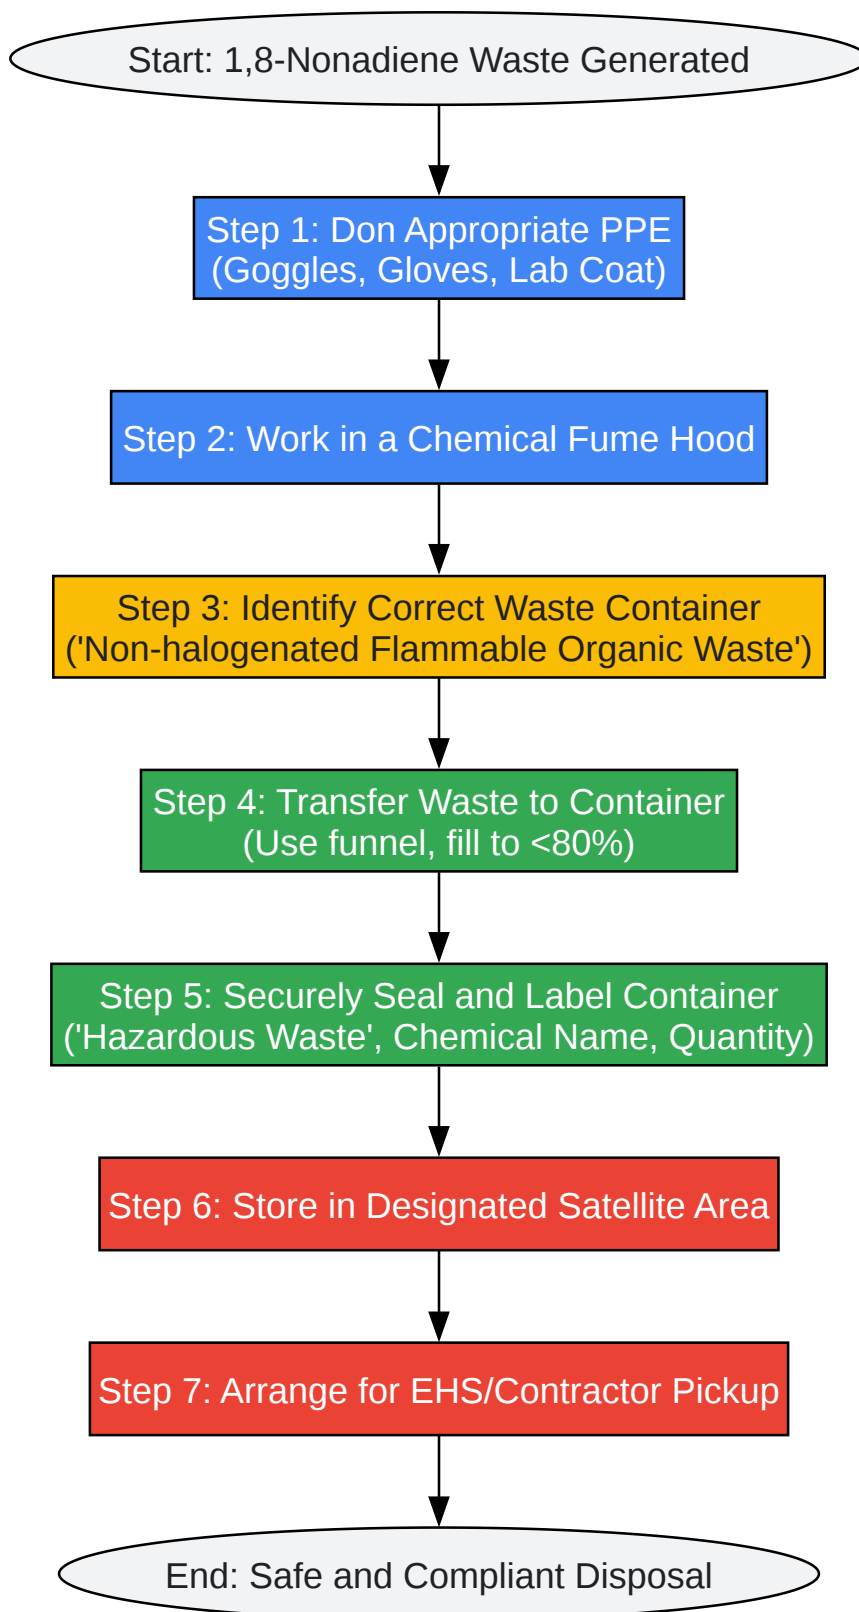 Start: 1,8-Nonadiene Waste Generated
Step 1: Don Appropriate PPE
(Goggles, Gloves, Lab Coat)
Step 2: Work in a Chemical Fume Hood
Step 3: Identify Correct Waste Container
('Non-halogenated Flammable Organic Waste')
Step 4: Transfer Waste to Container
(Use funnel, fill to <80%)
Step 5: Securely Seal and Label Container
('Hazardous Waste', Chemical Name, Quantity)
Step 6: Store in Designated Satellite Area
Step 7: Arrange for EHS/Contractor Pickup
End: Safe and Compliant Disposal